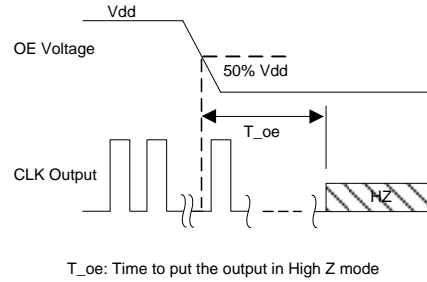 Vdd
OE Voltage
50% Vdd
T_oe
CLK Output
HZ
T_oe: Time to put the output in High Z mode